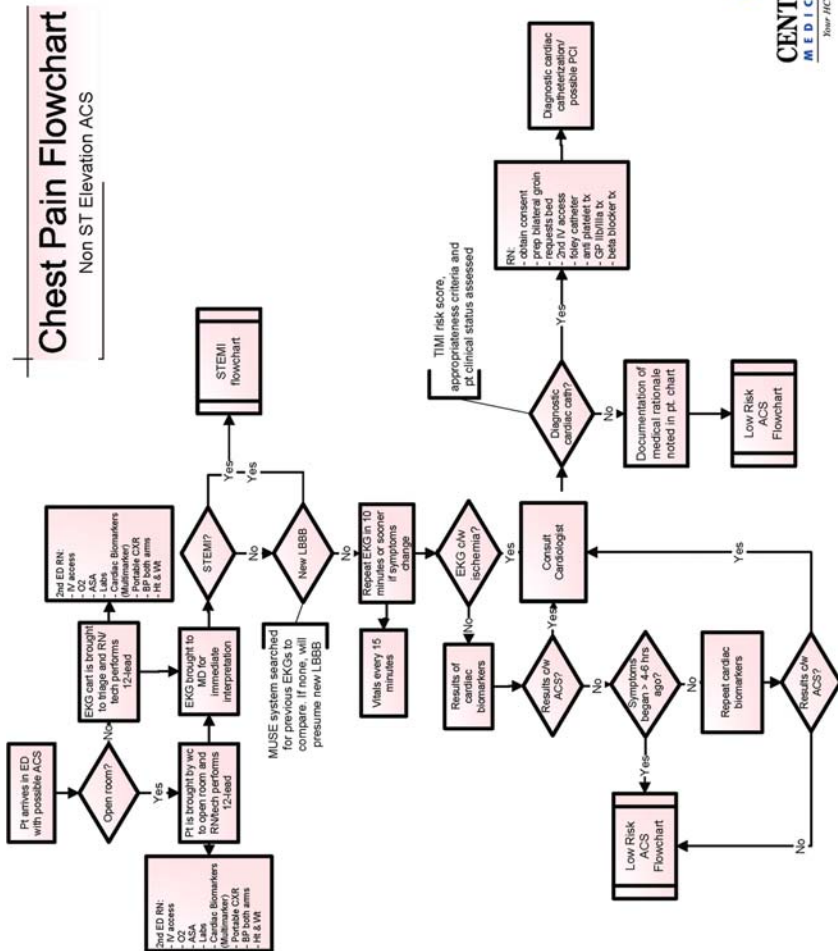 Chest Pain Flowchart
Non ST Elevation ACS
CENT
MEDIC
Your HC
Pt arrives in ED
with possible ACS
Open room?
No
Yes
EKG cart is brought
to triage and RN/
tech performs
12-lead
2nd ED RN:
- IV access
- O2
- ASA
- Labs
- Cardiac Biomarkers
(Multimarker)
- Portable CXR
- BP both arms
- Ht & Wt
Pt is brought by wc
to open room and
RN/tech performs
12-lead
2nd ED RN:
- IV access
- O2
- ASA
- Labs
- Cardiac Biomarkers
(Multimarker)
- Portable CXR
- BP both arms
- Ht & Wt
EKG brought to
MD for
immediate
interpretation
STEMI?
Yes
No
STEMI
flowchart
New LBBB
Yes
No
MUSE system searched
for previous EKGs to
compare. If none, will
presume new LBBB
Repeat EKG in 10
minutes or sooner
if symptoms
change
Vitals every 15
minutes
EKG c/w
ischemia?
No
Yes
Results of
cardiac
biomarkers
Results c/w
ACS?
Yes
No
Consult
Cardiologist
Symptoms
began > 4-6 hrs
ago?
Yes
No
Repeat cardiac
biomarkers
Results c/w
ACS?
Yes
No
Low Risk
ACS
Flowchart
Diagnostic
cardiac cath?
TIMI risk score,
appropriateness criteria and
pt clinical status assessed
Yes
No
RN:
- obtain consent
- prep bilateral groin
- requests bed
- 2nd IV access
- foley catheter
- anti platelet tx
- GP IIb/IIIa tx
- beta blocker tx
Diagnostic cardiac
catheterization/
possible PCI
Documentation of
medical rationale
noted in pt. chart
Low Risk
ACS
Flowchart